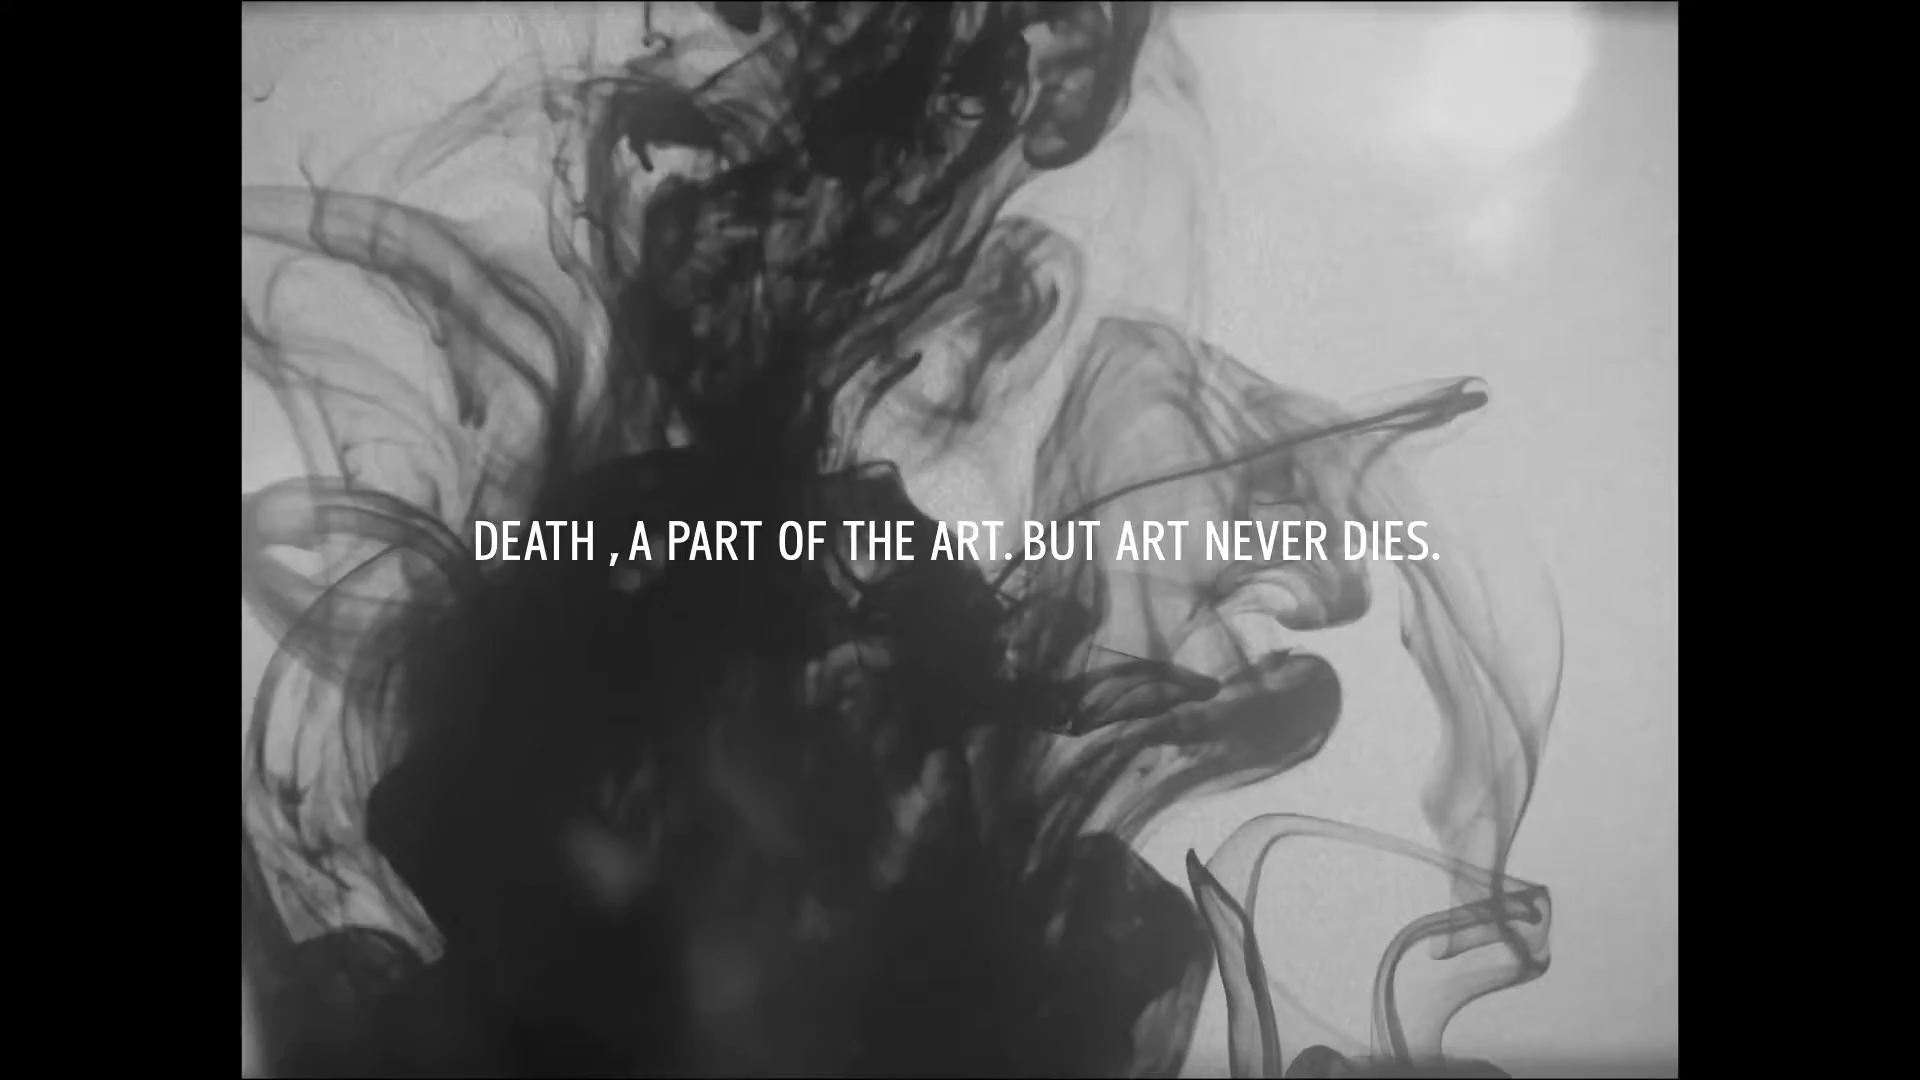 DEATH , A PART OF THE ART. BUT ART NEVER DIES.